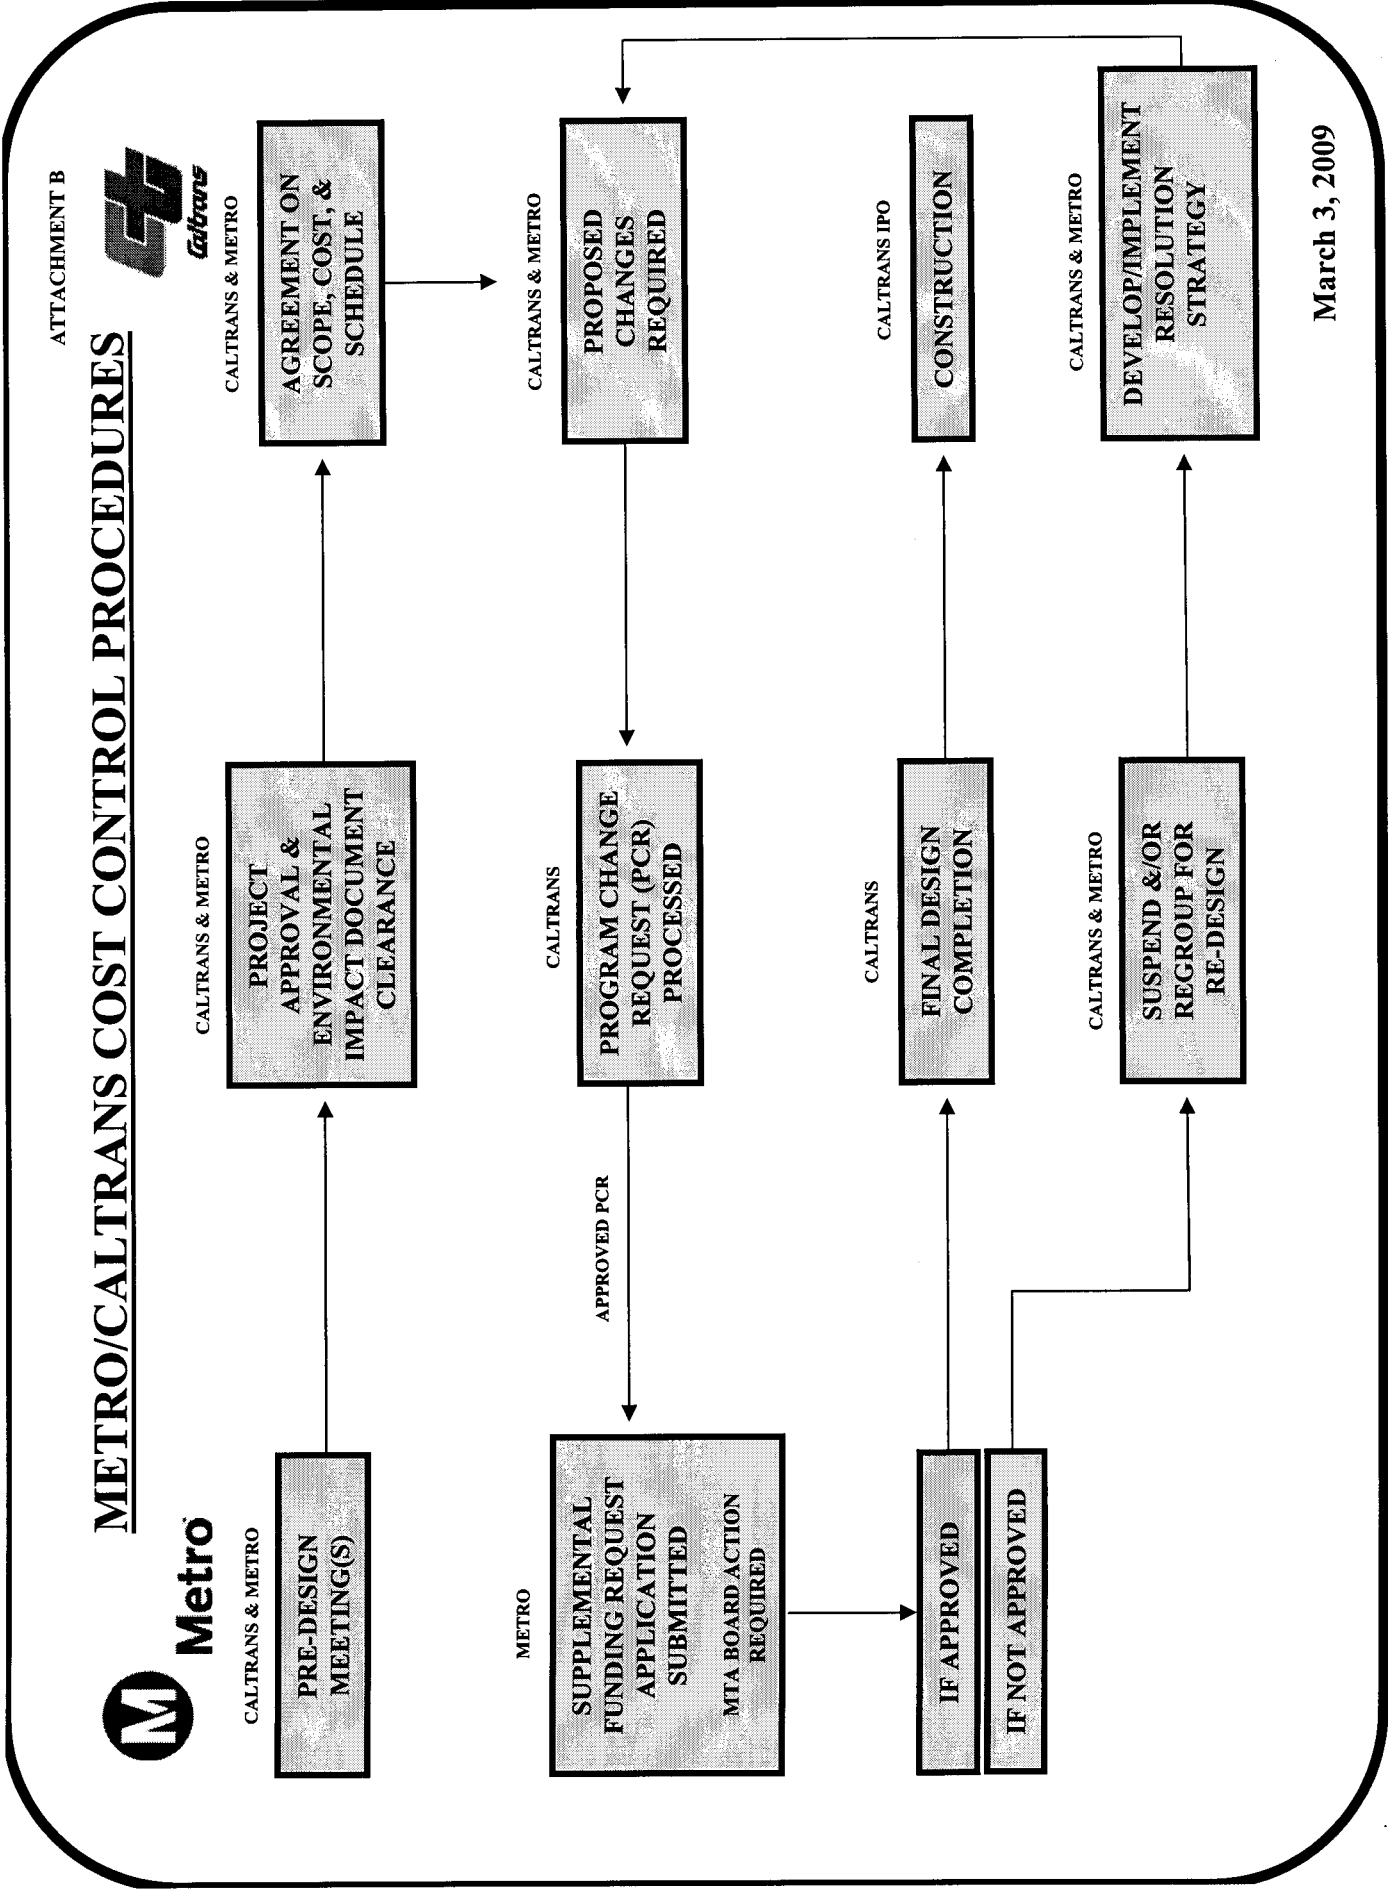 ATTACHMENT B
METRO/CALTRANS COST CONTROL PROCEDURES
M
Metro
ct
Caltrans
CALTRANS & METRO
PRE-DESIGN
MEETING(S)
CALTRANS & METRO
PROJECT
APPROVAL &
ENVIRONMENTAL
IMPACT DOCUMENT
CLEARANCE
CALTRANS & METRO
AGREEMENT ON
SCOPE, COST, &
SCHEDULE
CALTRANS & METRO
PROPOSED
CHANGES
REQUIRED
CALTRANS
PROGRAM CHANGE
REQUEST (PCR)
PROCESSED
APPROVED PCR
METRO
SUPPLEMENTAL
FUNDING REQUEST
APPLICATION
SUBMITTED
MTA BOARD ACTION
REQUIRED
IF APPROVED
IF NOT APPROVED
CALTRANS
FINAL DESIGN
COMPLETION
CALTRANS IPO
CONSTRUCTION
CALTRANS & METRO
SUSPEND &/OR
REGROUP FOR
RE-DESIGN
CALTRANS & METRO
DEVELOP/IMPLEMENT
RESOLUTION
STRATEGY
March 3, 2009